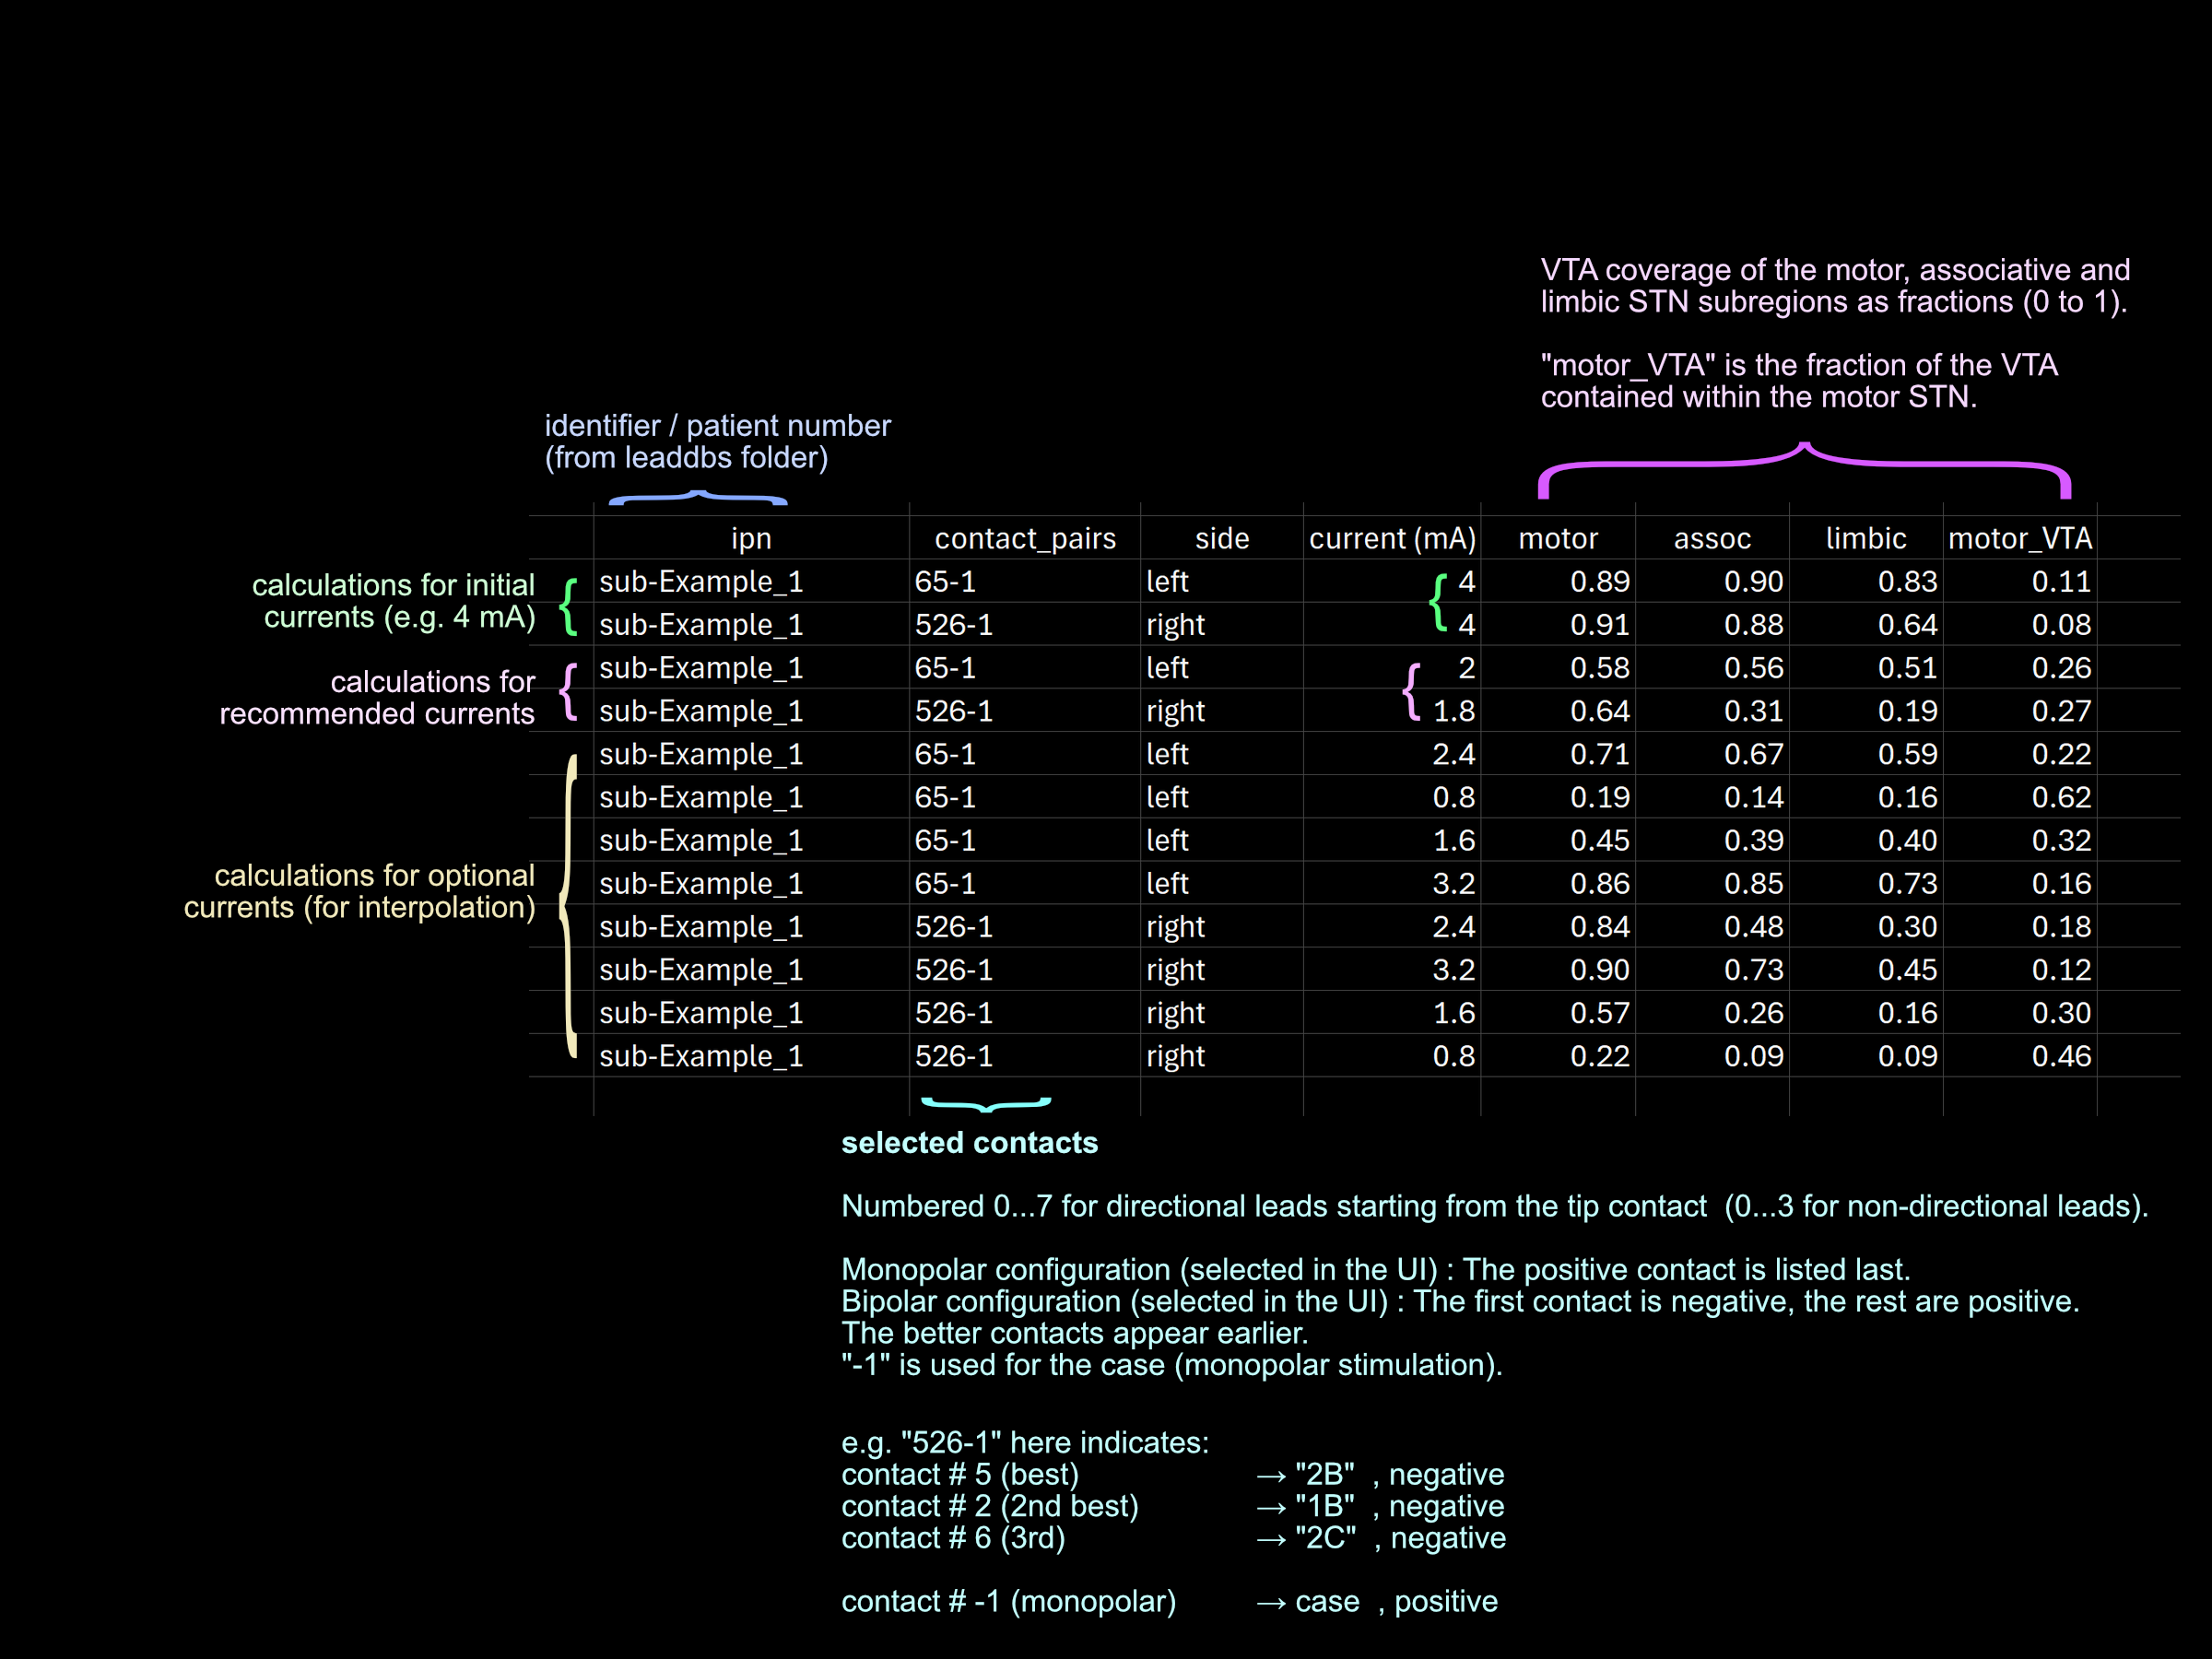 VTA coverage of the motor, associative and
limbic STN subregions as fractions (0 to 1).
"motor_VTA" is the fraction of the VTA
contained within the motor STN.
identifier / patient number
(from leaddbs folder)
ipn contact_pairs side current (mA) motor assoc limbic motor_VTA
calculations for initial
currents (e.g. 4 mA)
sub-Example_1 65-1 left 4 0.89 0.90 0.83 0.11
sub-Example_1 526-1 right 4 0.91 0.88 0.64 0.08
calculations for
recommended currents
sub-Example_1 65-1 left 2 0.58 0.56 0.51 0.26
sub-Example_1 526-1 right 1.8 0.64 0.31 0.19 0.27
calculations for optional
currents (for interpolation)
sub-Example_1 65-1 left 2.4 0.71 0.67 0.59 0.22
sub-Example_1 65-1 left 0.8 0.19 0.14 0.16 0.62
sub-Example_1 65-1 left 1.6 0.45 0.39 0.40 0.32
sub-Example_1 65-1 left 3.2 0.86 0.85 0.73 0.16
sub-Example_1 526-1 right 2.4 0.84 0.48 0.30 0.18
sub-Example_1 526-1 right 3.2 0.90 0.73 0.45 0.12
sub-Example_1 526-1 right 1.6 0.57 0.26 0.16 0.30
sub-Example_1 526-1 right 0.8 0.22 0.09 0.09 0.46
selected contacts
Numbered 0...7 for directional leads starting from the tip contact (0...3 for non-directional leads).
Monopolar configuration (selected in the UI) : The positive contact is listed last.
Bipolar configuration (selected in the UI) : The first contact is negative, the rest are positive.
The better contacts appear earlier.
"-1" is used for the case (monopolar stimulation).
e.g. "526-1" here indicates:
contact # 5 (best) → "2B" , negative
contact # 2 (2nd best) → "1B" , negative
contact # 6 (3rd) → "2C" , negative
contact # -1 (monopolar) → case , positive